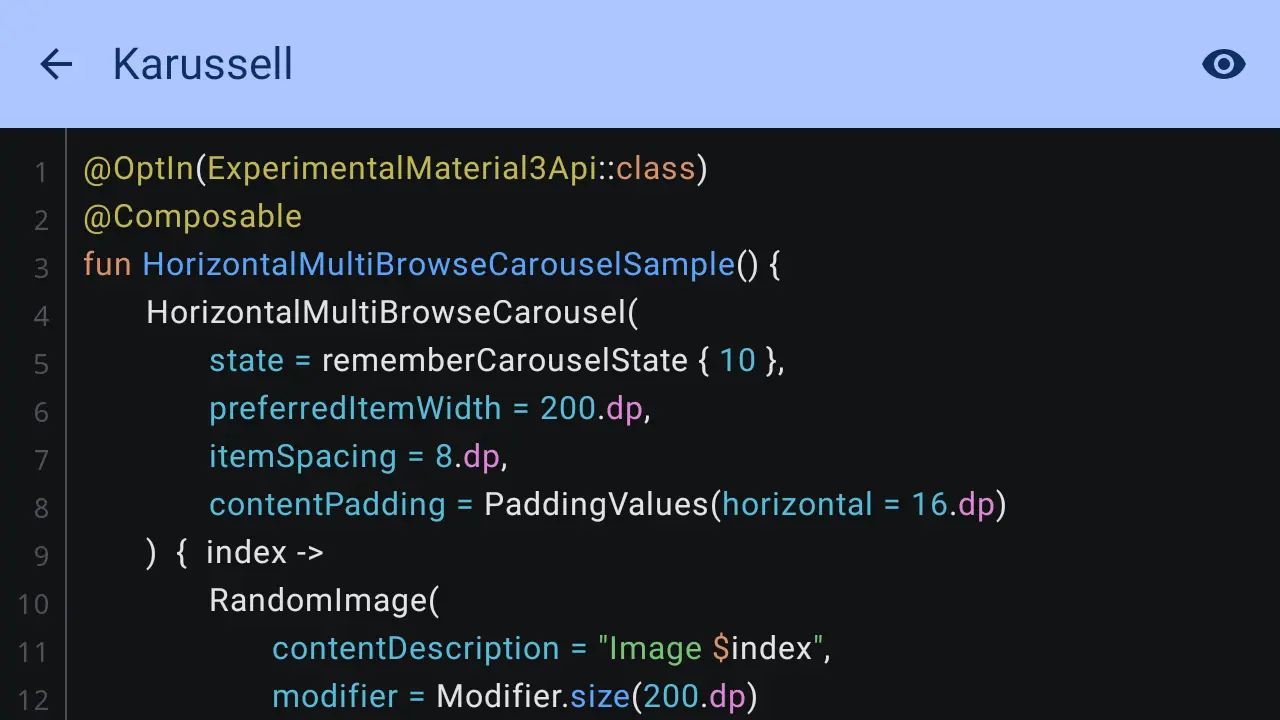 Karussell
1 @OptIn(ExperimentalMaterial3Api::class)
2 @Composable
3 fun HorizontalMultiBrowseCarouselSample() {
4 HorizontalMultiBrowseCarousel(
5 state = rememberCarouselState { 10 },
6 preferredItemWidth = 200.dp,
7 itemSpacing = 8.dp,
8 contentPadding = PaddingValues(horizontal = 16.dp)
9 ) { index ->
10 RandomImage(
11 contentDescription = "Image $index",
12 modifier = Modifier.size(200.dp)